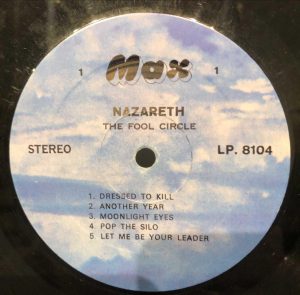 1 Max 1
NAZARETH
THE FOOL CIRCLE
STEREO LP. 8104
1. DRESSED TO KILL
2. ANOTHER YEAR
3. MOONLIGHT EYES
4. POP THE SILO
5 LET ME BE YOUR LEADER